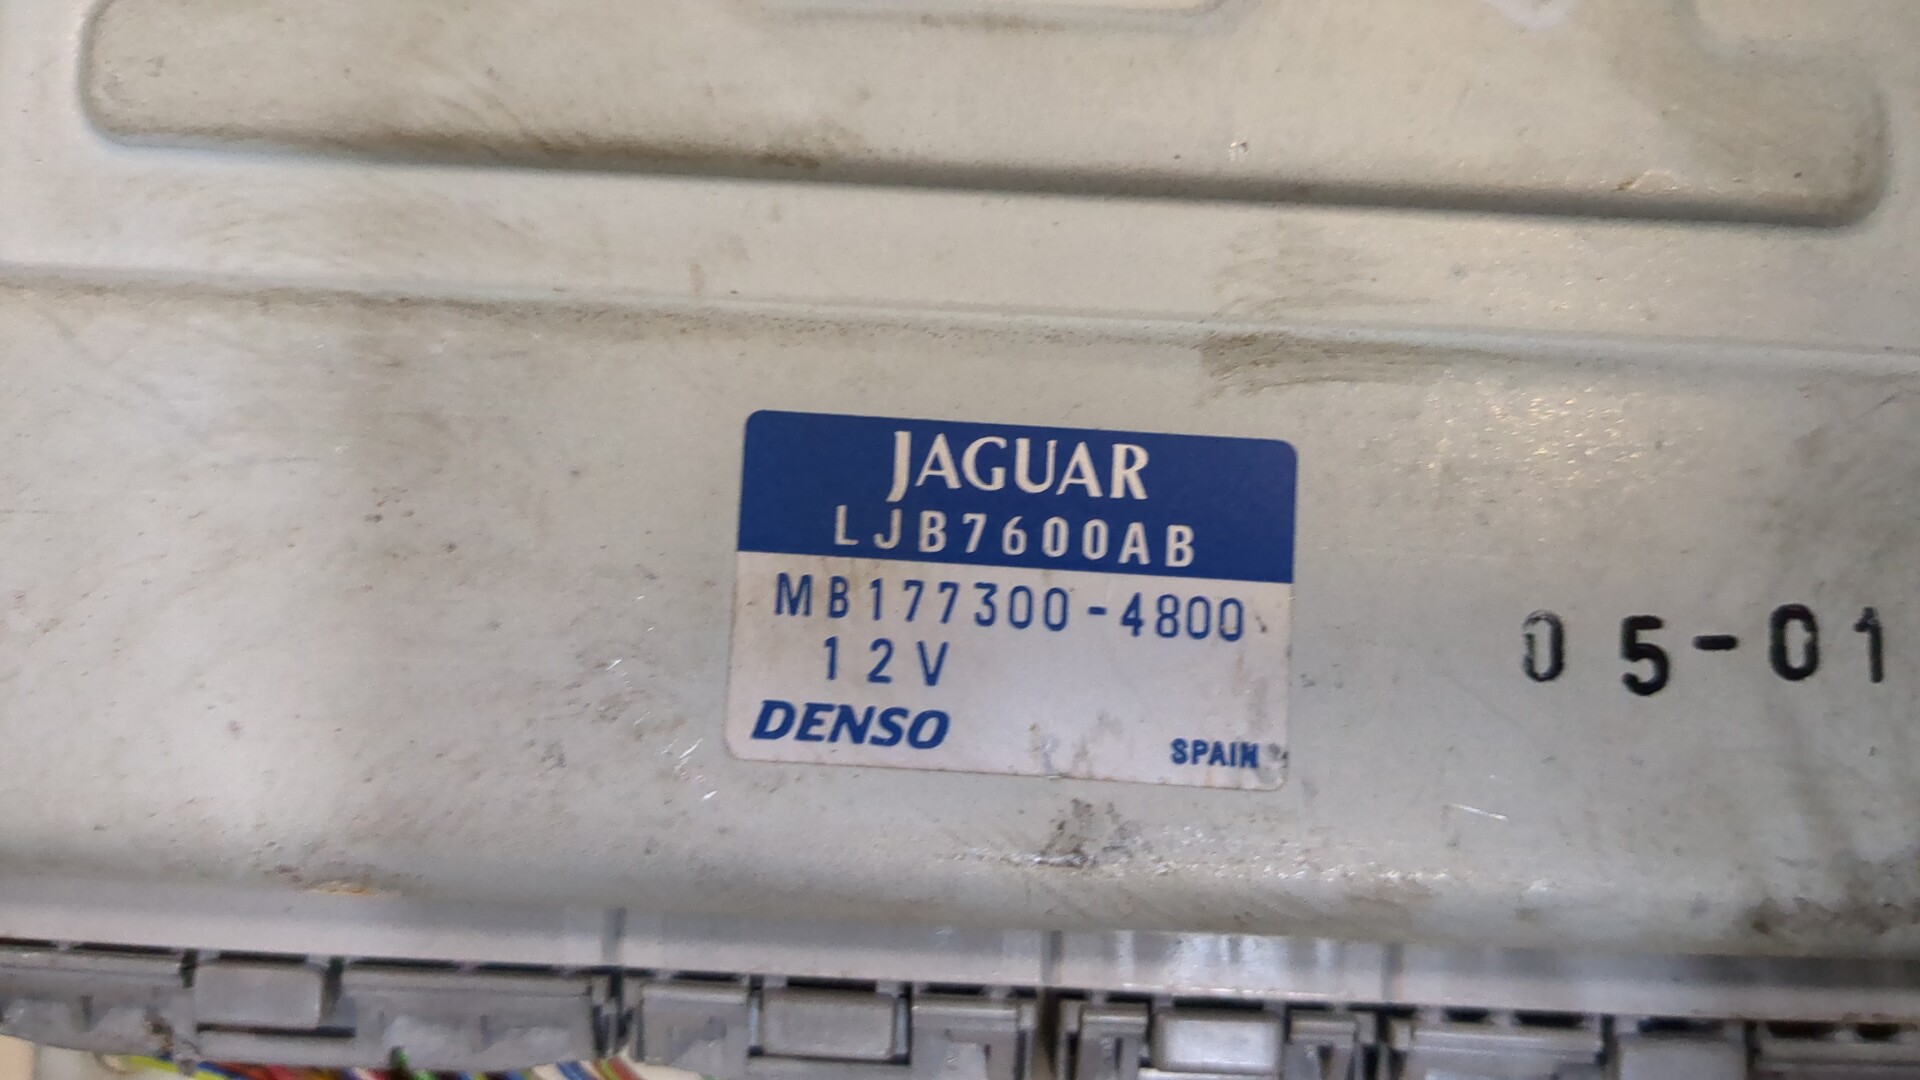 JAGUAR
LJB7600AB
MB177300-4800
12V
DENSO
SPAIN
05-01